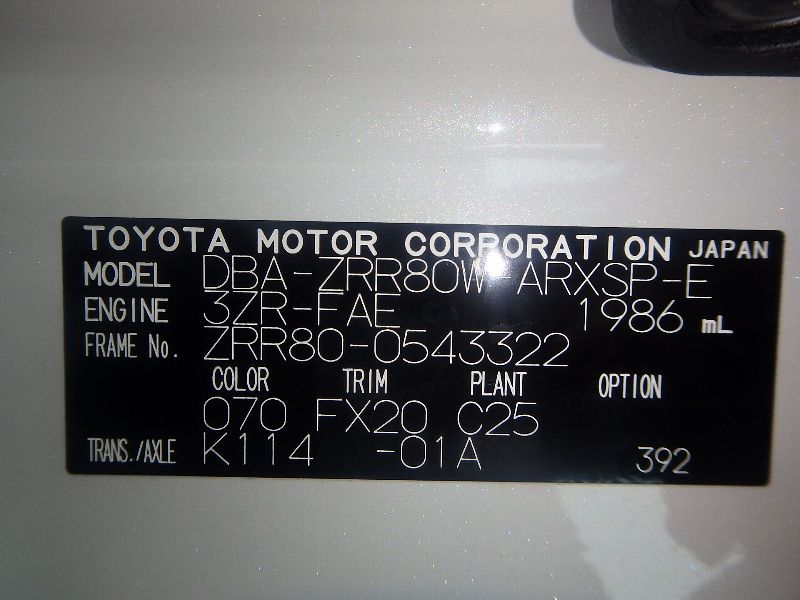 TOYOTA MOTOR CORPORATION JAPAN
MODEL DBA-ZRR80W-ARXSP-E
ENGINE 3ZR-FAE 1986 mL
FRAME No. ZRR80-0543322
COLOR TRIM PLANT OPTION
070 FX20 C25
TRANS./AXLE K114 -01A 392